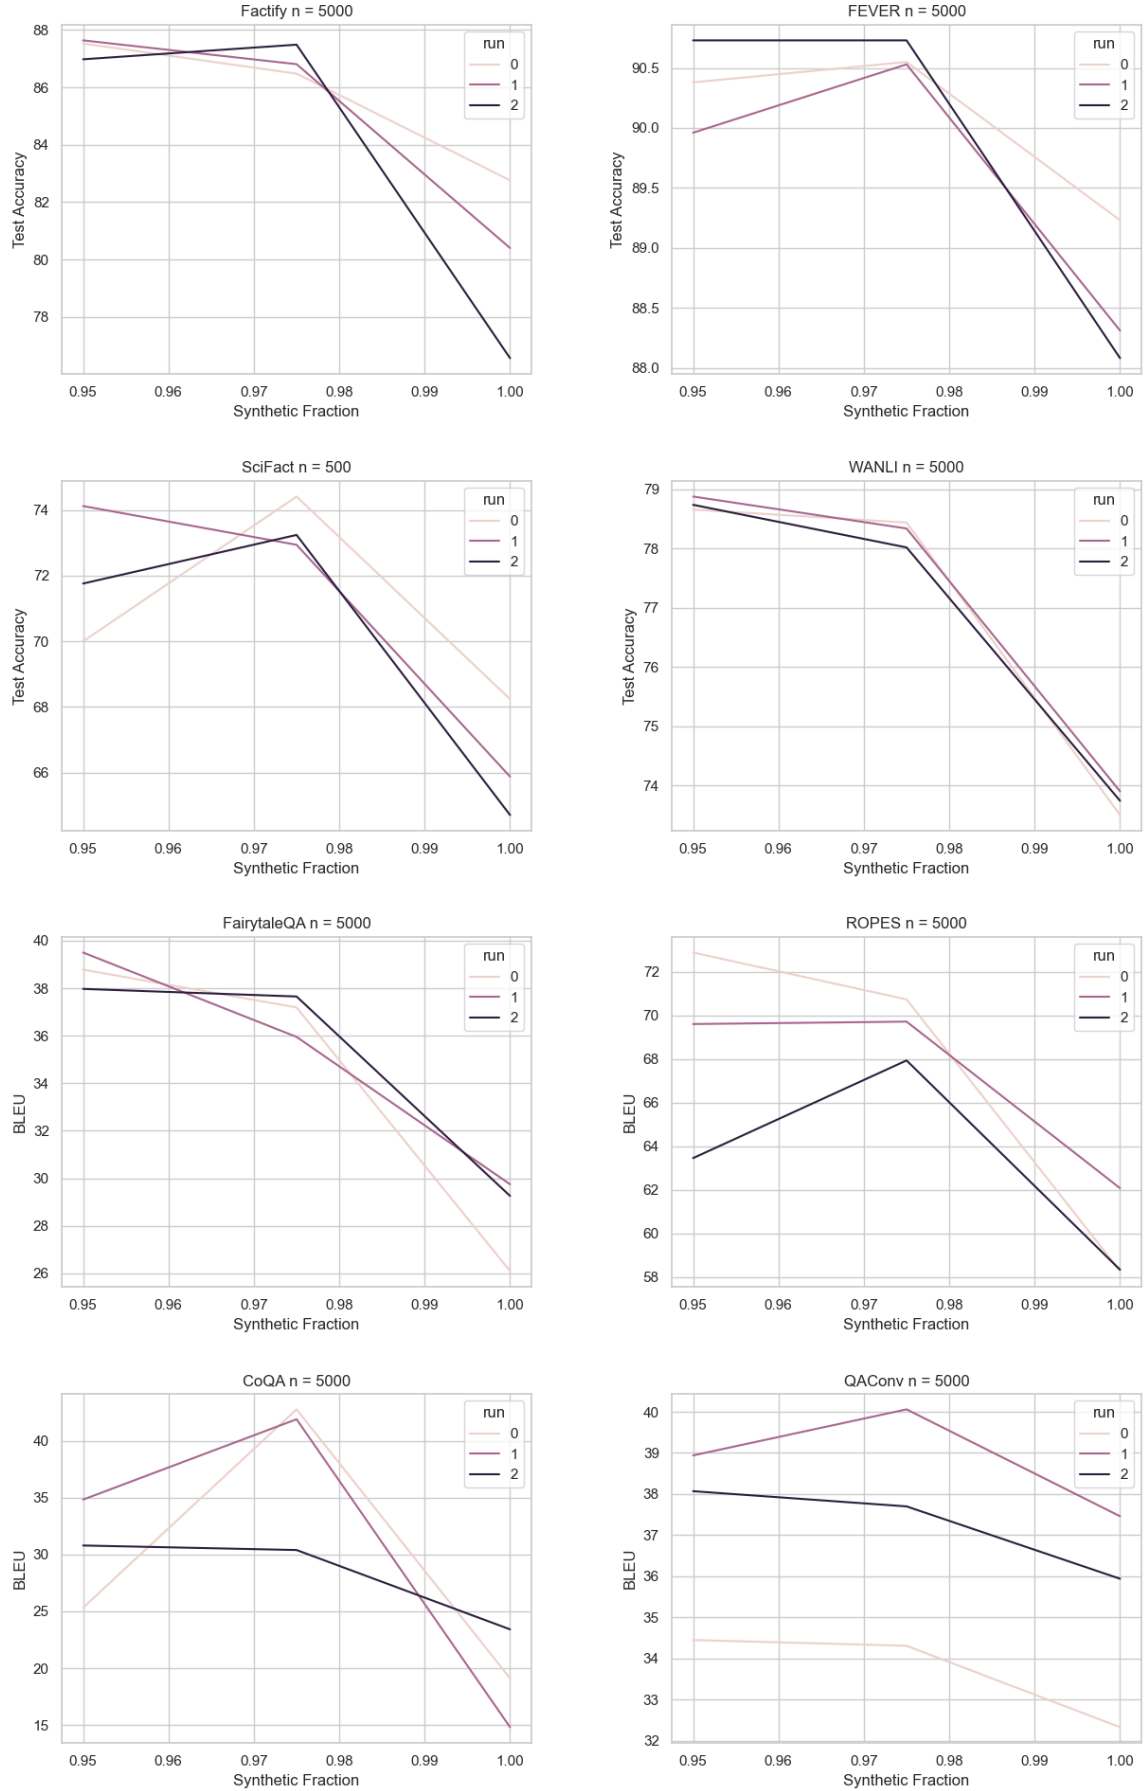 Factify n = 5000
88
86
84
82
80
78
Test Accuracy
run
0
1
2
0.95 0.96 0.97 0.98 0.99 1.00
Synthetic Fraction
FEVER n = 5000
90.5
90.0
89.5
89.0
88.5
88.0
Test Accuracy
run
0
1
2
0.95 0.96 0.97 0.98 0.99 1.00
Synthetic Fraction
SciFact n = 500
74
72
70
68
66
Test Accuracy
run
0
1
2
0.95 0.96 0.97 0.98 0.99 1.00
Synthetic Fraction
WANLI n = 5000
79
78
77
76
75
74
Test Accuracy
run
0
1
2
0.95 0.96 0.97 0.98 0.99 1.00
Synthetic Fraction
FairytaleQA n = 5000
40
38
36
34
32
30
28
26
BLEU
run
0
1
2
0.95 0.96 0.97 0.98 0.99 1.00
Synthetic Fraction
ROPES n = 5000
72
70
68
66
64
62
60
58
BLEU
run
0
1
2
0.95 0.96 0.97 0.98 0.99 1.00
Synthetic Fraction
CoQA n = 5000
40
35
30
25
20
15
BLEU
run
0
1
2
0.95 0.96 0.97 0.98 0.99 1.00
Synthetic Fraction
QAConv n = 5000
40
39
38
37
36
35
34
33
32
BLEU
run
0
1
2
0.95 0.96 0.97 0.98 0.99 1.00
Synthetic Fraction